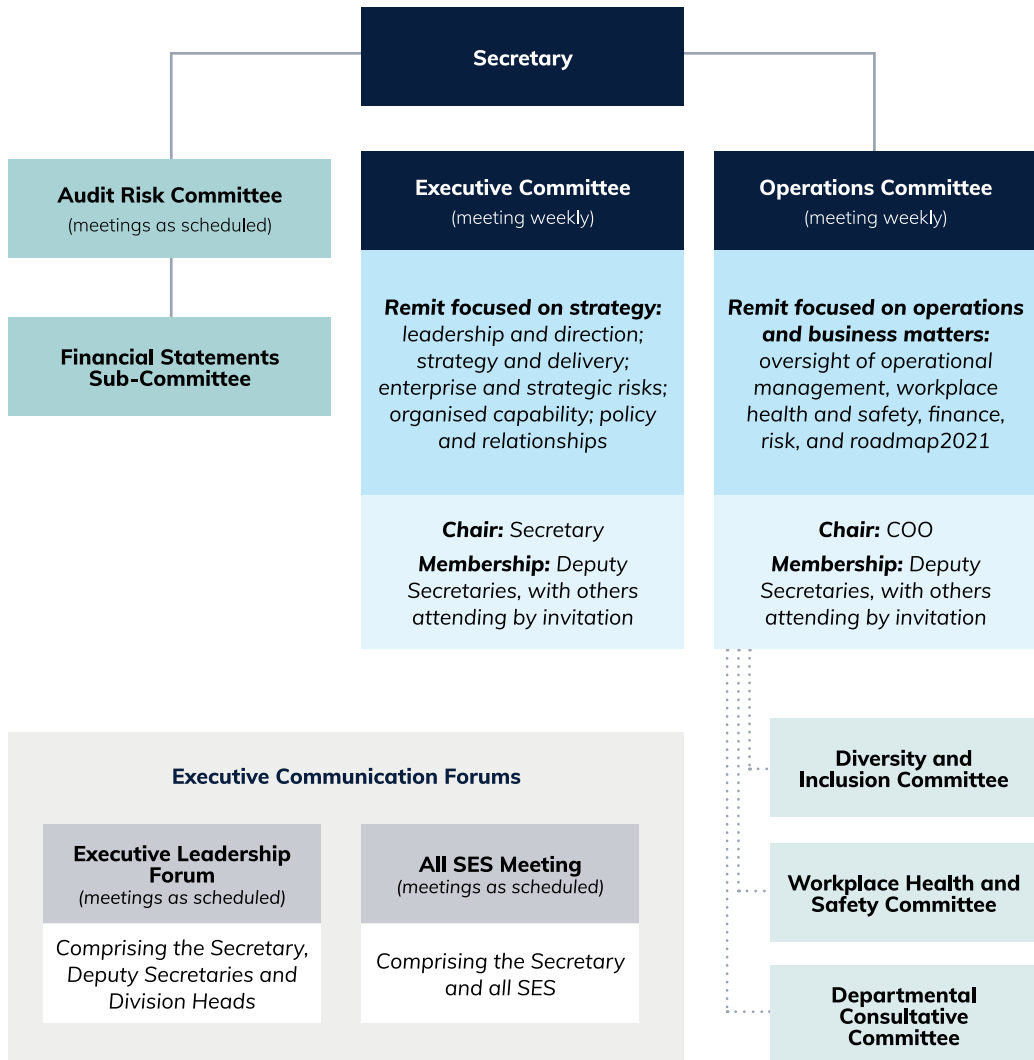 Secretary
Audit Risk Committee
(meetings as scheduled)
Financial Statements
Sub-Committee
Executive Committee
(meeting weekly)
Remit focused on strategy:
leadership and direction;
strategy and delivery;
enterprise and strategic risks;
organised capability; policy
and relationships
Chair: Secretary
Membership: Deputy
Secretaries, with others
attending by invitation
Operations Committee
(meeting weekly)
Remit focused on operations
and business matters:
oversight of operational
management, workplace
health and safety, finance,
risk, and roadmap2021
Chair: COO
Membership: Deputy
Secretaries, with others
attending by invitation
Diversity and
Inclusion Committee
Workplace Health and
Safety Committee
Departmental
Consultative
Committee
Executive Communication Forums
Executive Leadership
Forum
(meetings as scheduled)
Comprising the Secretary,
Deputy Secretaries and
Division Heads
All SES Meeting
(meetings as scheduled)
Comprising the Secretary
and all SES